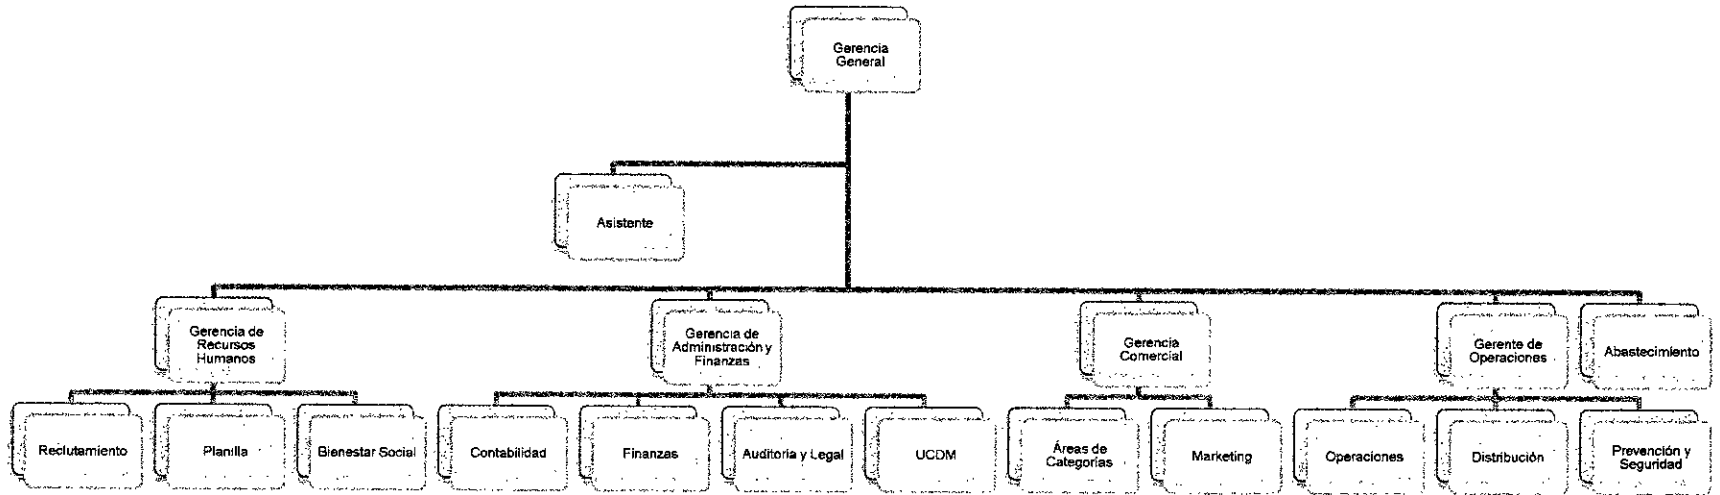 Gerencia
General
Asistente
Gerencia de
Recursos
Humanos
Gerencia de
Administración y
Finanzas
Gerencia
Comercial
Gerente de
Operaciones
Abastecimiento
Reclutamiento
Planilla
Bienestar Social
Contabilidad
Finanzas
Auditoria y Legal
UCDM
Áreas de
Categorías
Marketing
Operaciones
Distribución
Prevención y
Seguridad